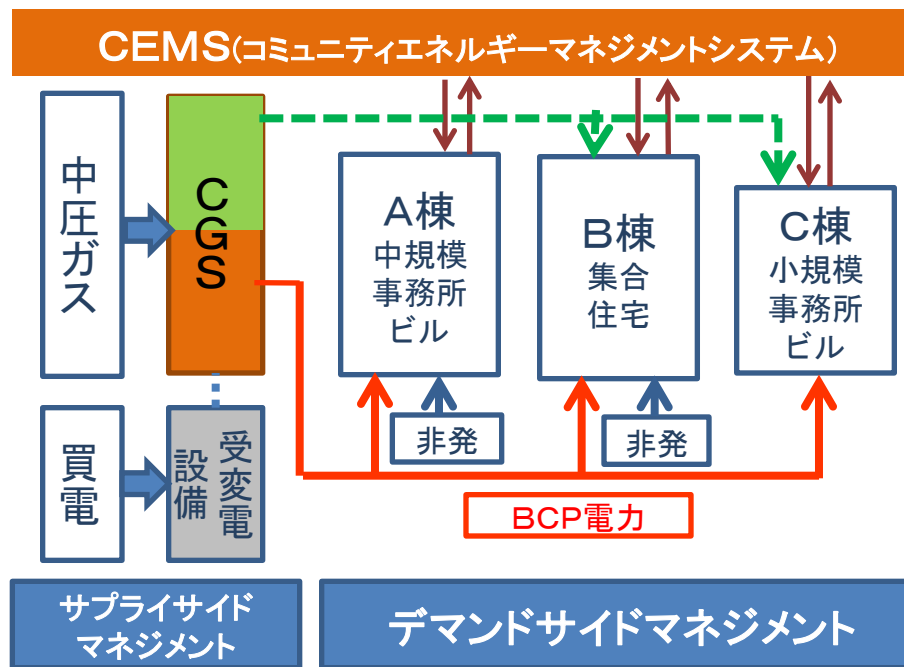 CEMS(コミュニティエネルギーマネジメントシステム)
中圧ガス
CGS
A棟
中規模
事務所
ビル
B棟
集合
住宅
C棟
小規模
事務所
ビル
買電
受変電
設備
非発
非発
BCP電力
サプライサイド
マネジメント
デマンドサイドマネジメント